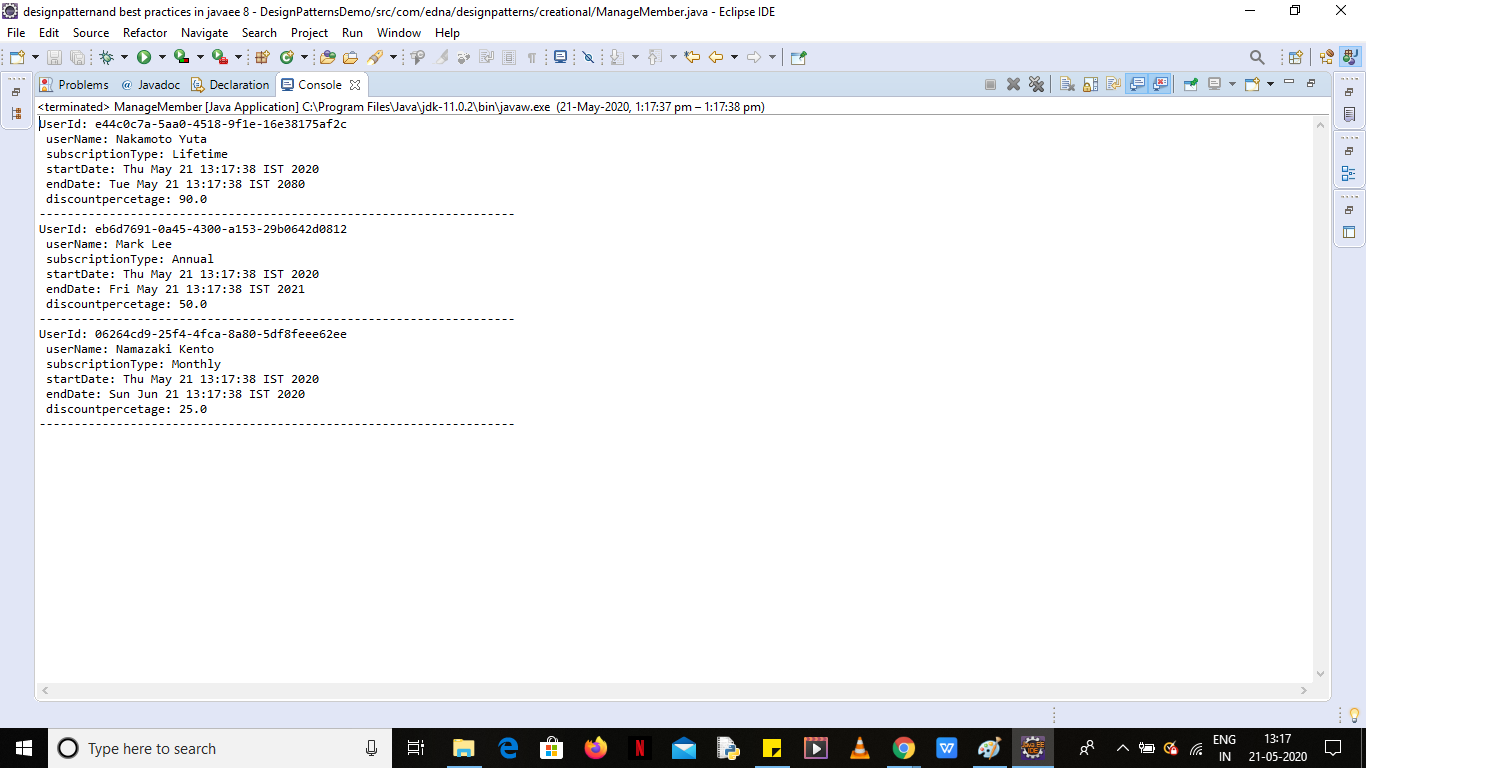 designpatternand best practices in javaee 8 - DesignPatternsDemo/src/com/edna/designpatterns/creational/ManageMember.java - Eclipse IDE
File Edit Source Refactor Navigate Search Project Run Window Help
Problems @ Javadoc Declaration Console
<terminated> ManageMember [Java Application] C:\Program Files\Java\jdk-11.0.2\bin\javaw.exe (21-May-2020, 1:17:37 pm – 1:17:38 pm)
UserId: e44c0c7a-5aa0-4518-9f1e-16e38175af2c
userName: Nakamoto Yuta
subscriptionType: Lifetime
startDate: Thu May 21 13:17:38 IST 2020
endDate: Tue May 21 13:17:38 IST 2080
discountpercetage: 90.0
--------------------------------------------------------------------
UserId: eb6d7691-0a45-4300-a153-29b0642d0812
userName: Mark Lee
subscriptionType: Annual
startDate: Thu May 21 13:17:38 IST 2020
endDate: Fri May 21 13:17:38 IST 2021
discountpercetage: 50.0
--------------------------------------------------------------------
UserId: 06264cd9-25f4-4fca-8a80-5df8feee62ee
userName: Namazaki Kento
subscriptionType: Monthly
startDate: Thu May 21 13:17:38 IST 2020
endDate: Sun Jun 21 13:17:38 IST 2020
discountpercetage: 25.0
--------------------------------------------------------------------
Type here to search
ENG
IN
13:17
21-05-2020